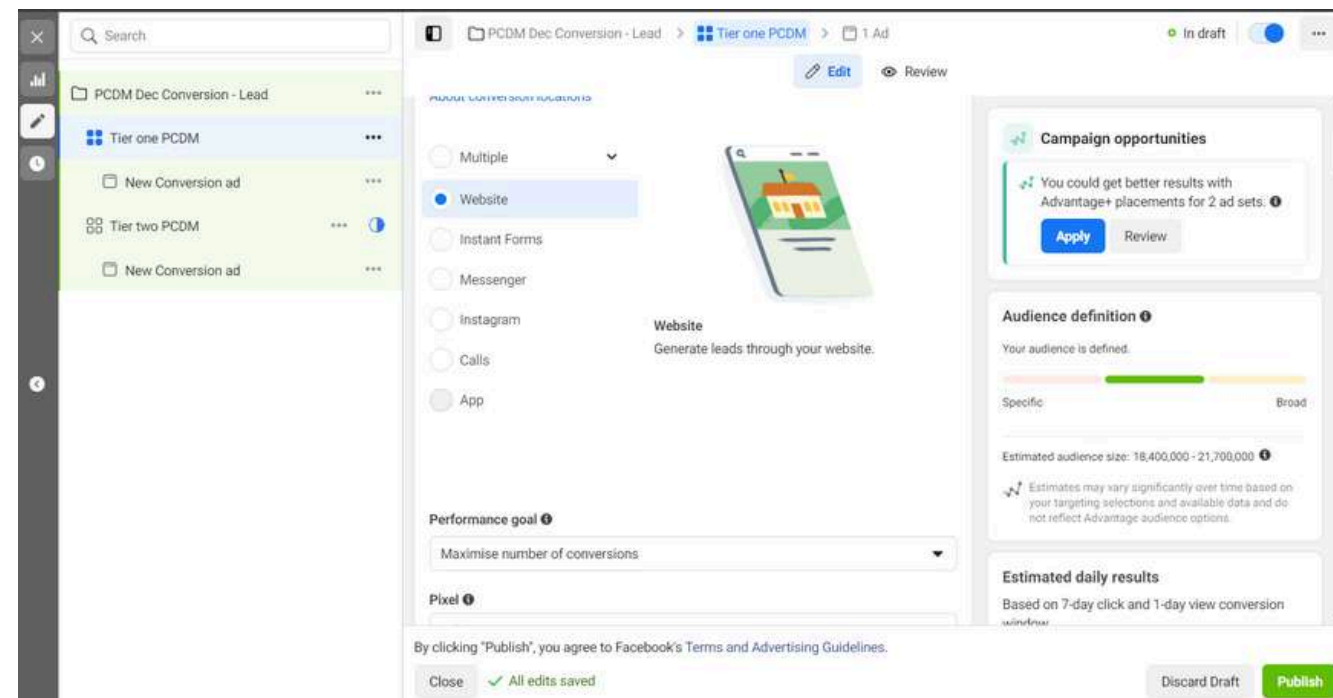 Search
PCDM Dec Conversion - Lead
Tier one PCDM
New Conversion ad
Tier two PCDM
New Conversion ad
PCDM Dec Conversion - Lead > Tier one PCDM > 1 Ad
In draft
Edit
Review
About conversion locations
Multiple
Website
Instant Forms
Messenger
Instagram
Calls
App
Website
Generate leads through your website.
Performance goal
Maximise number of conversions
Pixel
Campaign opportunities
You could get better results with
Advantage+ placements for 2 ad sets.
Apply
Review
Audience definition
Your audience is defined.
Specific
Broad
Estimated audience size: 18,400,000 - 21,700,000
Estimates may vary significantly over time based on
your targeting selections and available data and do
not reflect Advantage audience options.
Estimated daily results
Based on 7-day click and 1-day view conversion
window
By clicking "Publish", you agree to Facebook's Terms and Advertising Guidelines.
Close
All edits saved
Discard Draft
Publish